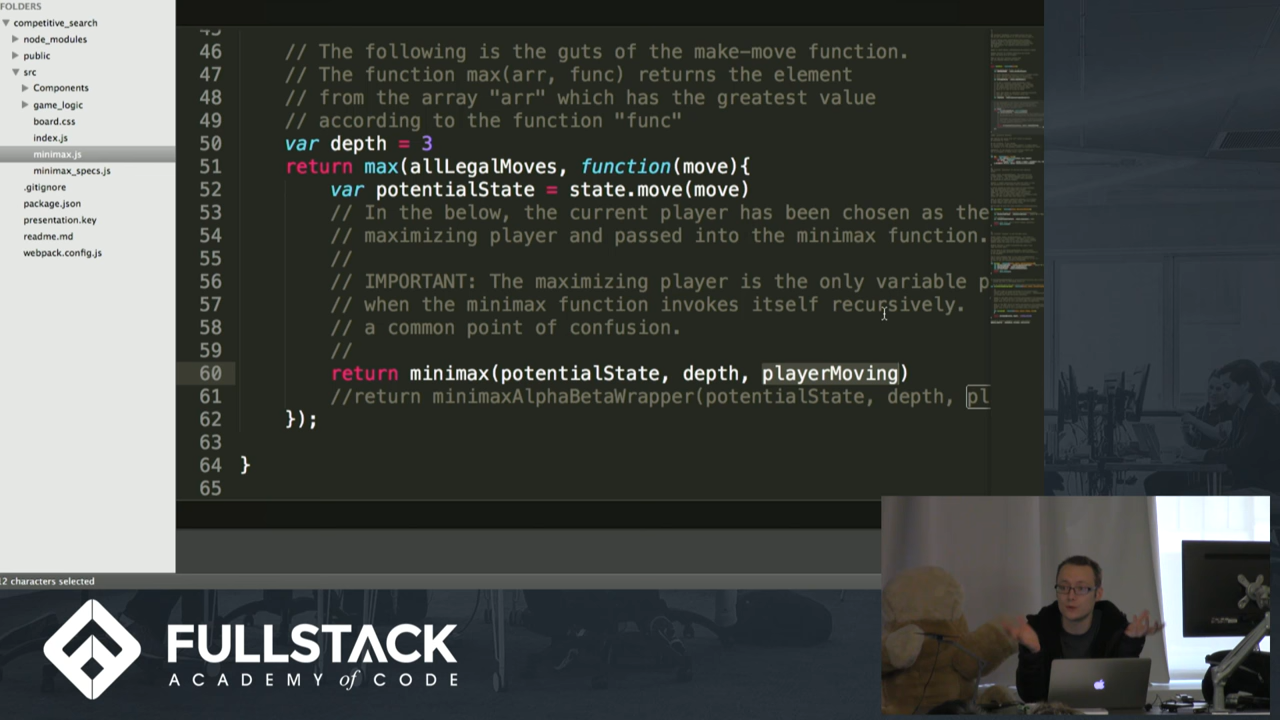 FOLDERS
competitive_search
node_modules
public
src
Components
game_logic
board.css
index.js
minimax.js
minimax_specs.js
.gitignore
package.json
presentation.key
readme.md
webpack.config.js
45
46 // The following is the guts of the make-move function.
47 // The function max(arr, func) returns the element
48 // from the array "arr" which has the greatest value
49 // according to the function "func"
50 var depth = 3
51 return max(allLegalMoves, function(move){
52 var potentialState = state.move(move)
53 // In the below, the current player has been chosen as the
54 // maximizing player and passed into the minimax function.
55 //
56 // IMPORTANT: The maximizing player is the only variable p
57 // when the minimax function invokes itself recursively.
58 // a common point of confusion.
59 //
60 return minimax(potentialState, depth, playerMoving)
61 //return minimaxAlphaBetaWrapper(potentialState, depth, pl
62 });
63
64 }
65
12 characters selected
FULLSTACK
ACADEMY of CODE